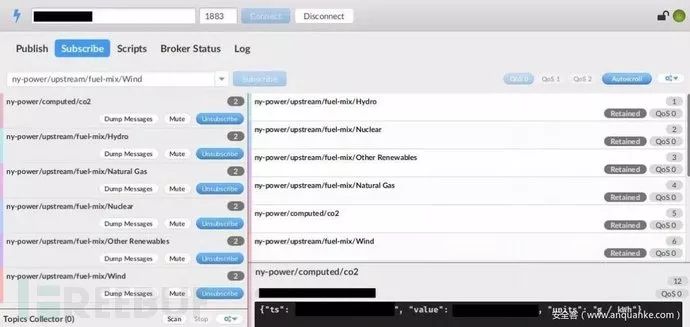 1883 Connect Disconnect
Publish Subscribe Scripts Broker Status Log
ny-power/upstream/fuel-mix/Wind Subscribe QoS 0 QoS 1 QoS 2 Autoscroll
ny-power/computed/co2 2
Dump Messages Mute Unsubscribe
ny-power/upstream/fuel-mix/Hydro 2
Dump Messages Mute Unsubscribe
ny-power/upstream/fuel-mix/Natural Gas 2
Dump Messages Mute Unsubscribe
ny-power/upstream/fuel-mix/Nuclear 2
Dump Messages Mute Unsubscribe
ny-power/upstream/fuel-mix/Other Renewables 2
Dump Messages Mute Unsubscribe
ny-power/upstream/fuel-mix/Wind 2
Dump Messages Mute Unsubscribe
Topics Collector (0) Scan Stop
ny-power/upstream/fuel-mix/Hydro 1
Retained QoS 0
ny-power/upstream/fuel-mix/Nuclear 2
Retained QoS 0
ny-power/upstream/fuel-mix/Other Renewables 3
Retained QoS 0
ny-power/upstream/fuel-mix/Natural Gas 4
Retained QoS 0
ny-power/computed/co2 5
Retained QoS 0
ny-power/upstream/fuel-mix/Wind 6
Retained QoS 0
ny-power/computed/co2
12
QoS 0
{"ts": ", "value": , "units": "g / kWh"}
FREEBUF
安全客（www.anquanke.com）